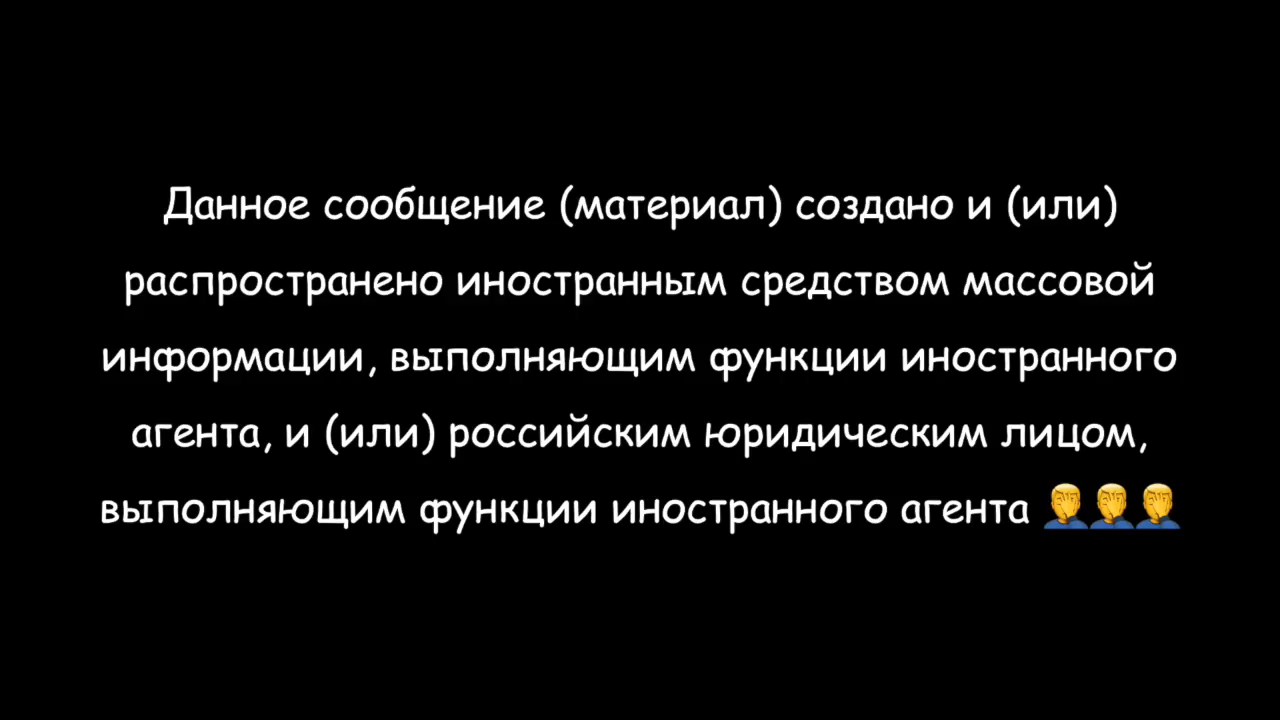 Данное сообщение (материал) создано и (или)
распространено иностранным средством массовой
информации, выполняющим функции иностранного
агента, и (или) российским юридическим лицом,
выполняющим функции иностранного агента 🤦‍♂️🤦‍♂️🤦‍♂️